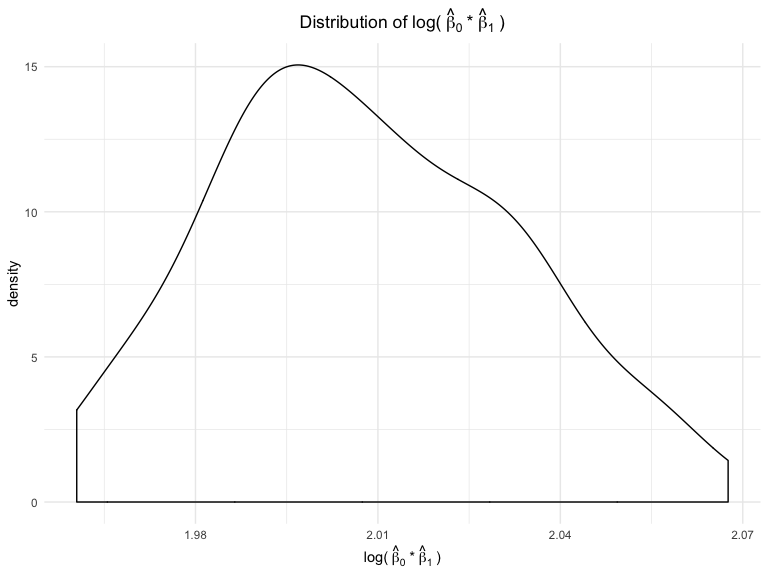 Distribution of log( β̂₀ * β̂₁ )
15
10
5
0
density
1.98 2.01 2.04 2.07
log( β̂₀ * β̂₁ )